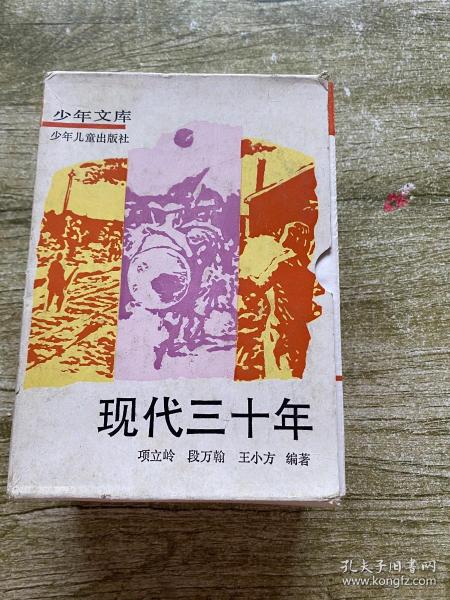 少年文库
少年儿童出版社
现代三十年
项立岭 段万翰 王小方 编著
孔夫子旧书网
www.kongfz.com